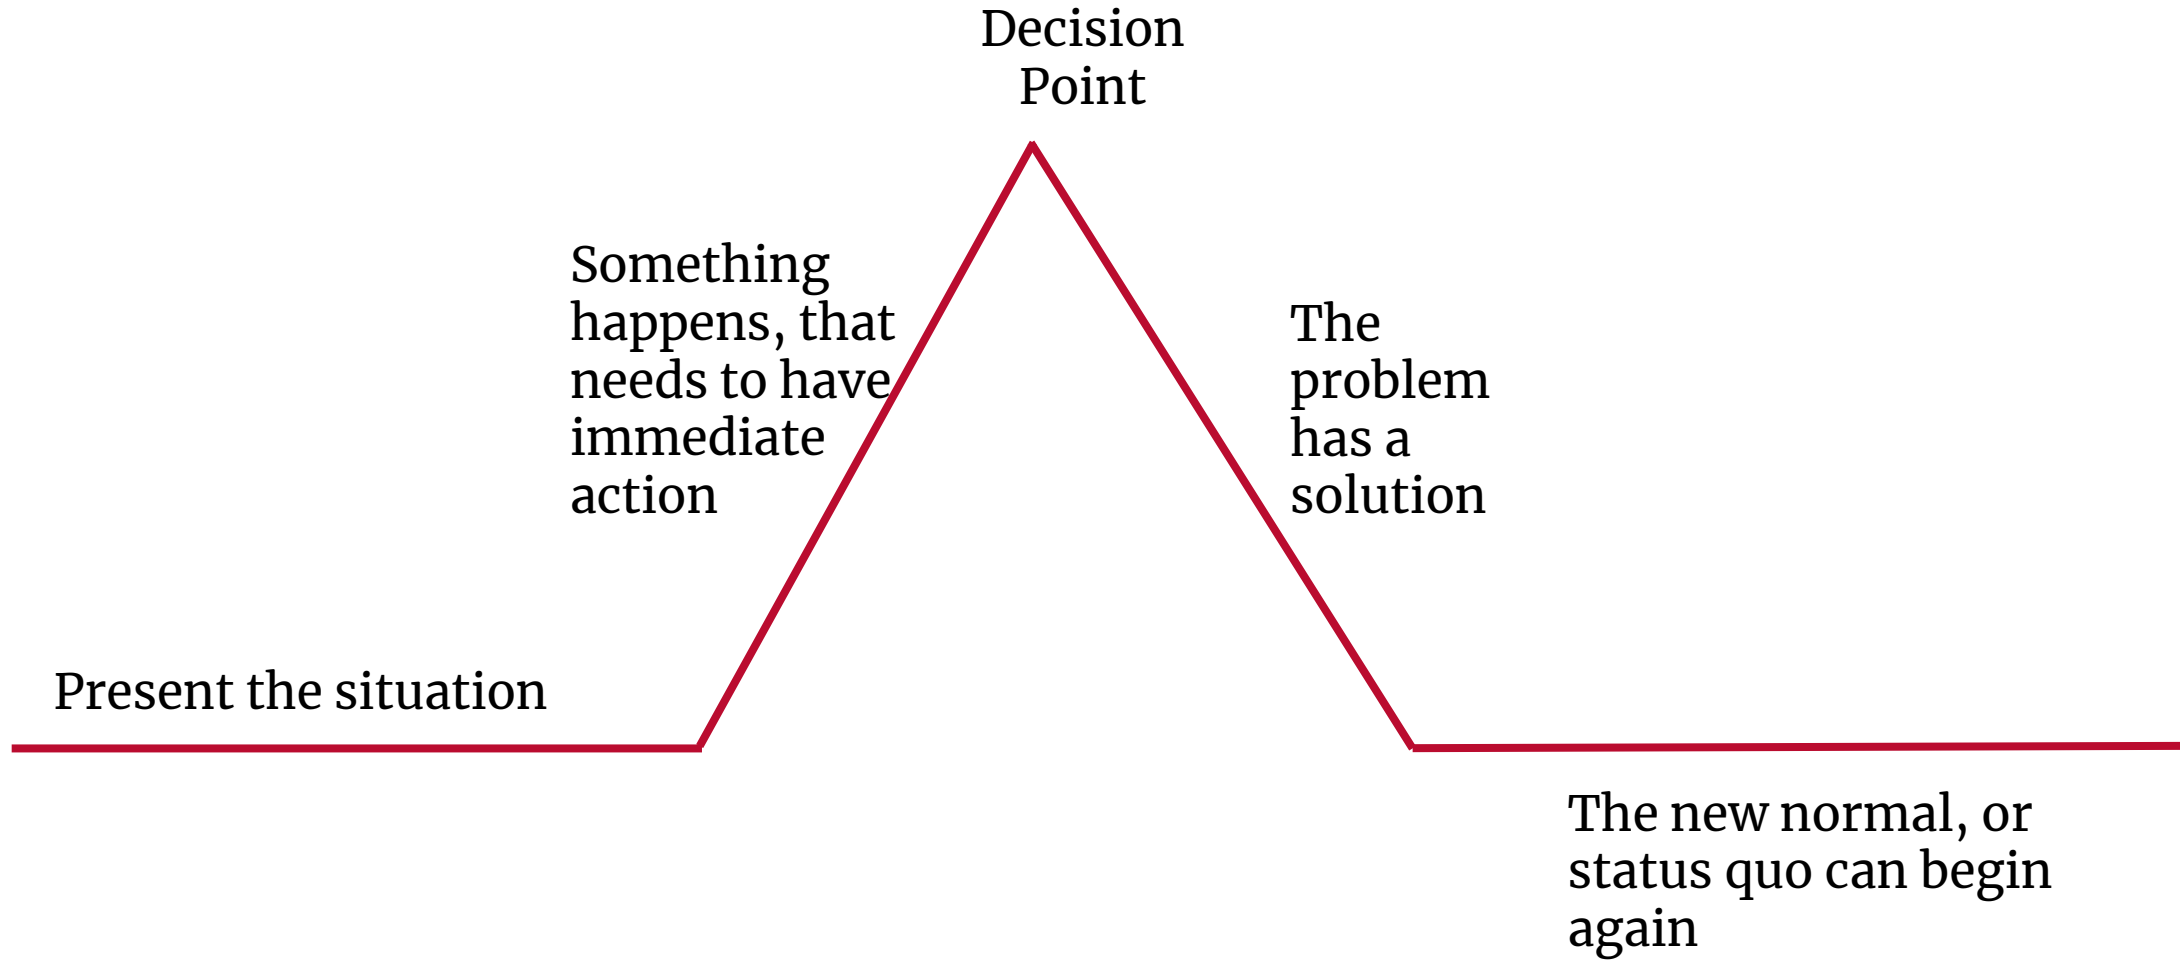 Decision
Point
Something
happens, that
needs to have
immediate
action
The
problem
has a
solution
Present the situation
The new normal, or
status quo can begin
again